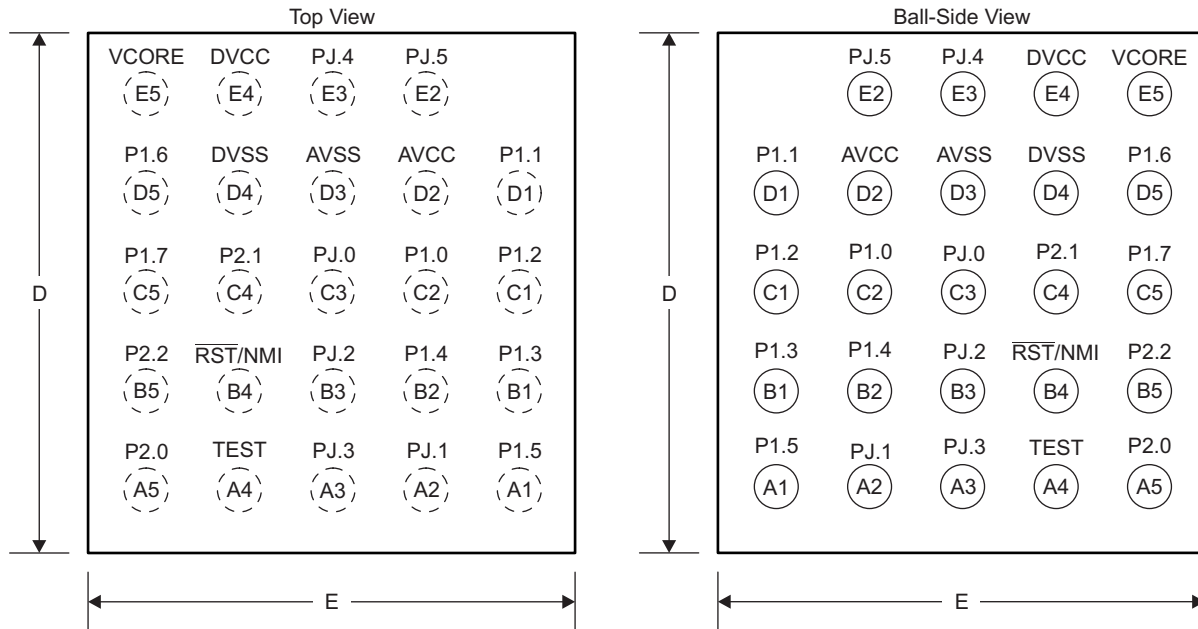 Top View
VCORE DVCC PJ.4 PJ.5
E5 E4 E3 E2
P1.6 DVSS AVSS AVCC P1.1
D5 D4 D3 D2 D1
P1.7 P2.1 PJ.0 P1.0 P1.2
C5 C4 C3 C2 C1
P2.2 RST/NMI PJ.2 P1.4 P1.3
B5 B4 B3 B2 B1
P2.0 TEST PJ.3 PJ.1 P1.5
A5 A4 A3 A2 A1
D
E
Ball-Side View
PJ.5 PJ.4 DVCC VCORE
E2 E3 E4 E5
P1.1 AVCC AVSS DVSS P1.6
D1 D2 D3 D4 D5
P1.2 P1.0 PJ.0 P2.1 P1.7
C1 C2 C3 C4 C5
P1.3 P1.4 PJ.2 RST/NMI P2.2
B1 B2 B3 B4 B5
P1.5 PJ.1 PJ.3 TEST P2.0
A1 A2 A3 A4 A5
D
E